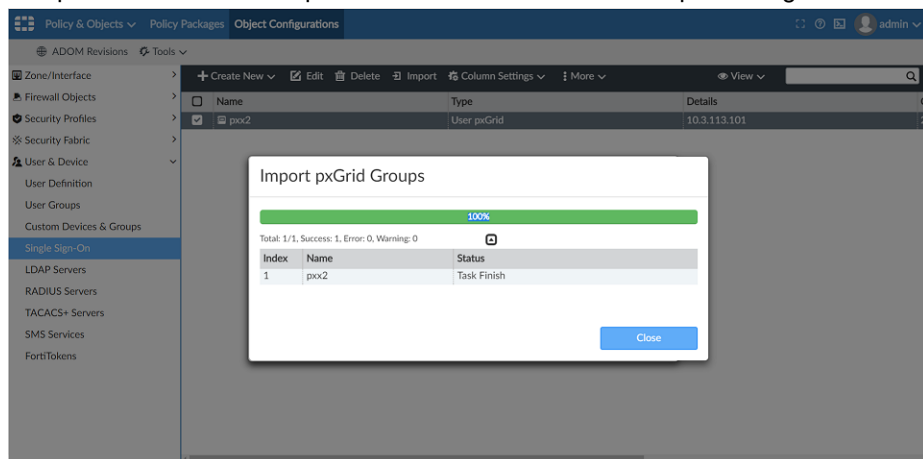 Policy & Objects Policy Packages Object Configurations admin
ADOM Revisions Tools
Zone/Interface
Create New Edit Delete Import Column Settings More View
Firewall Objects
Name Type Details
Security Profiles
pxx2 User pxGrid 10.3.113.101
Security Fabric
User & Device
User Definition
User Groups
Custom Devices & Groups
Single Sign-On
LDAP Servers
RADIUS Servers
TACACS+ Servers
SMS Services
FortiTokens
Import pxGrid Groups
100%
Total: 1/1, Success: 1, Error: 0, Warning: 0
Index Name Status
1 pxx2 Task Finish
Close